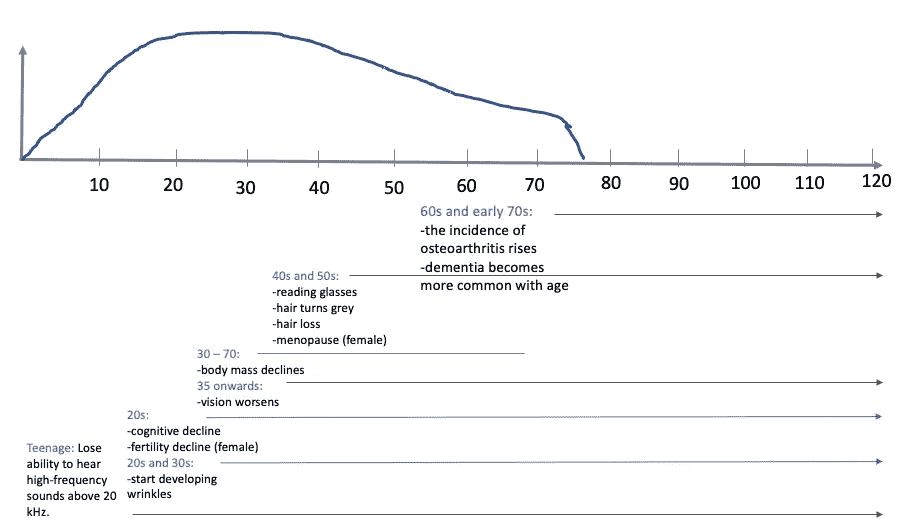 10 20 30 40 50 60 70 80 90 100 110 120
60s and early 70s:
-the incidence of
osteoarthritis rises
-dementia becomes
more common with age
40s and 50s:
-reading glasses
-hair turns grey
-hair loss
-menopause (female)
30 – 70:
-body mass declines
35 onwards:
-vision worsens
20s:
-cognitive decline
-fertility decline (female)
20s and 30s:
-start developing
wrinkles
Teenage: Lose
ability to hear
high-frequency
sounds above 20
kHz.